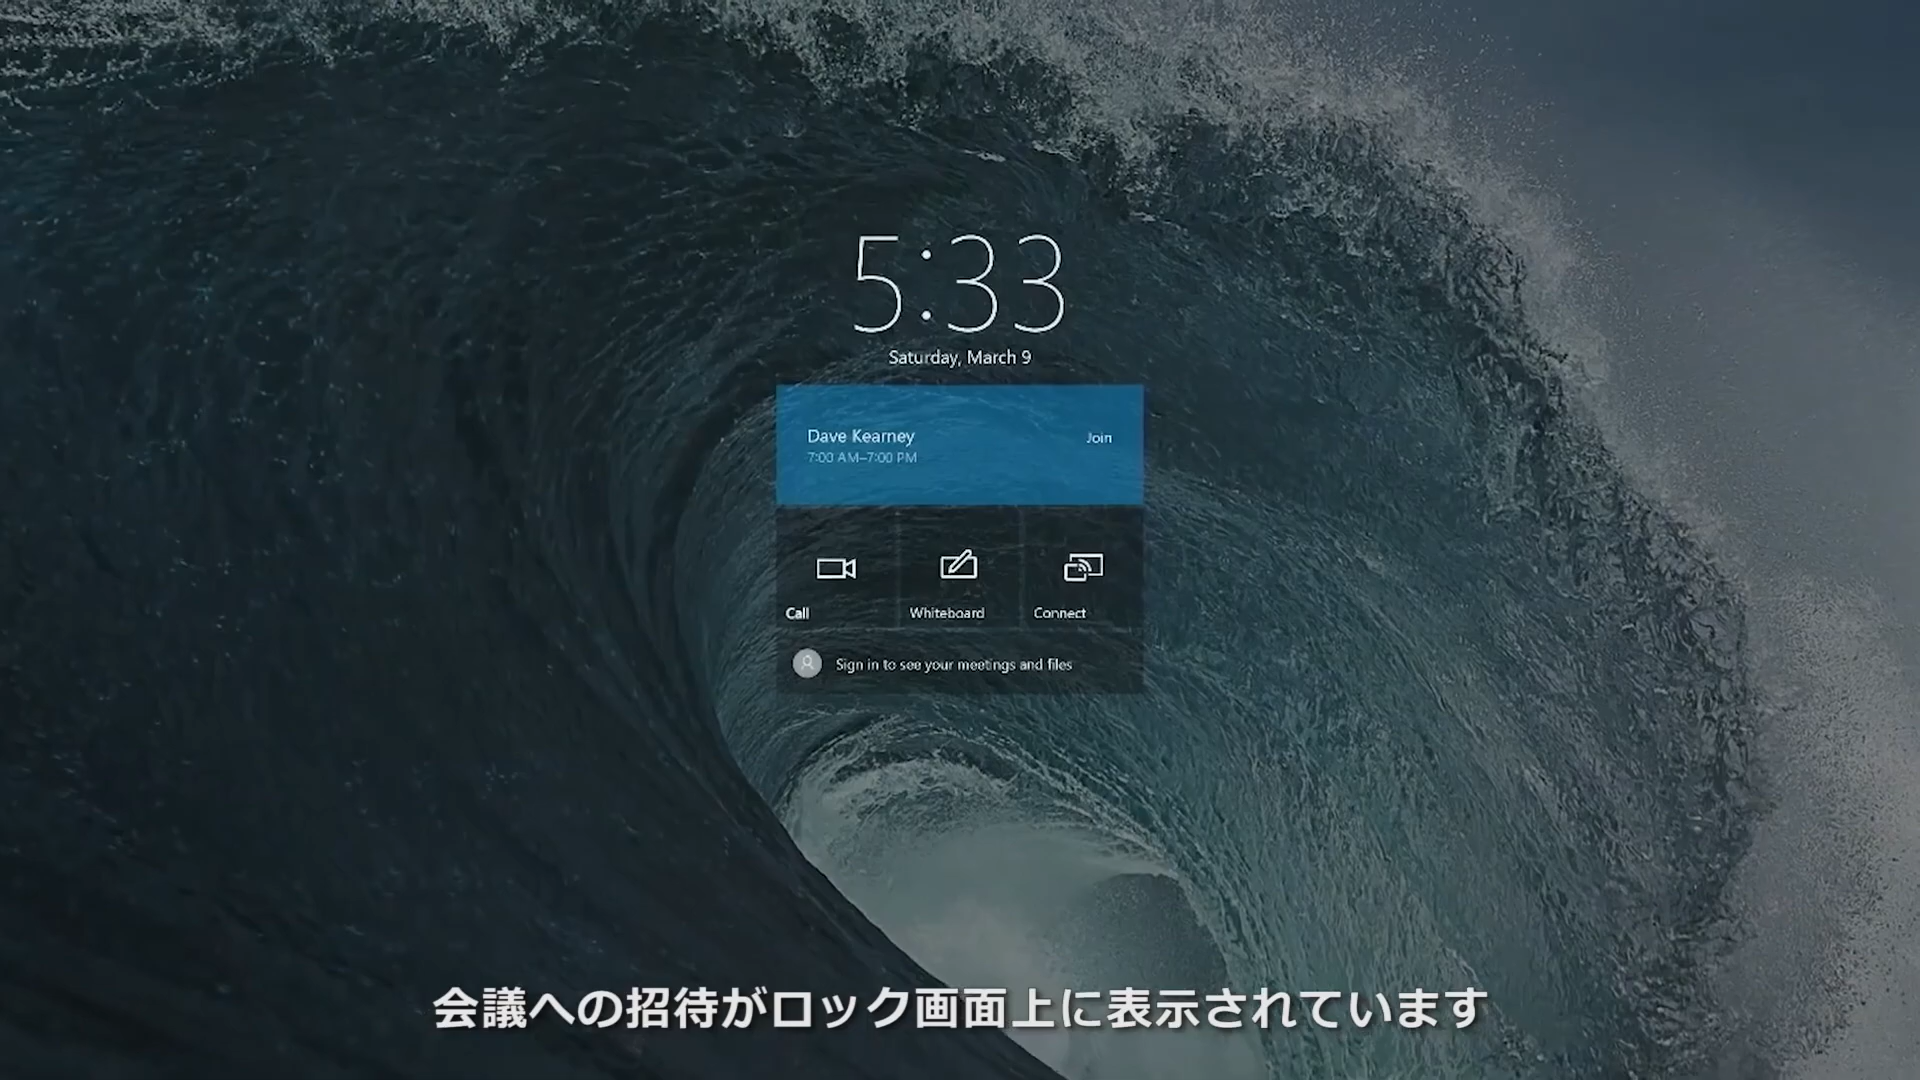 5:33
Saturday, March 9
Dave Kearney
Join
7:00 AM–7:00 PM
Call
Whiteboard
Connect
Sign in to see your meetings and files
会議への招待がロック画面上に表示されています